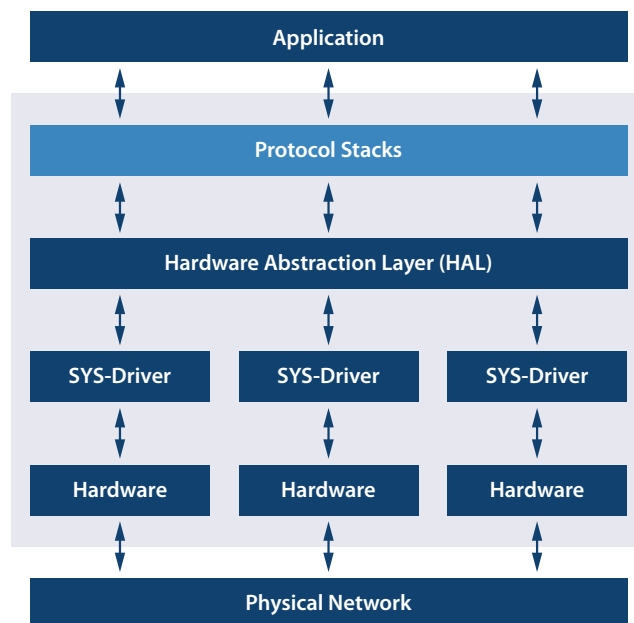 Application
Protocol Stacks
Hardware Abstraction Layer (HAL)
SYS-Driver
SYS-Driver
SYS-Driver
Hardware
Hardware
Hardware
Physical Network